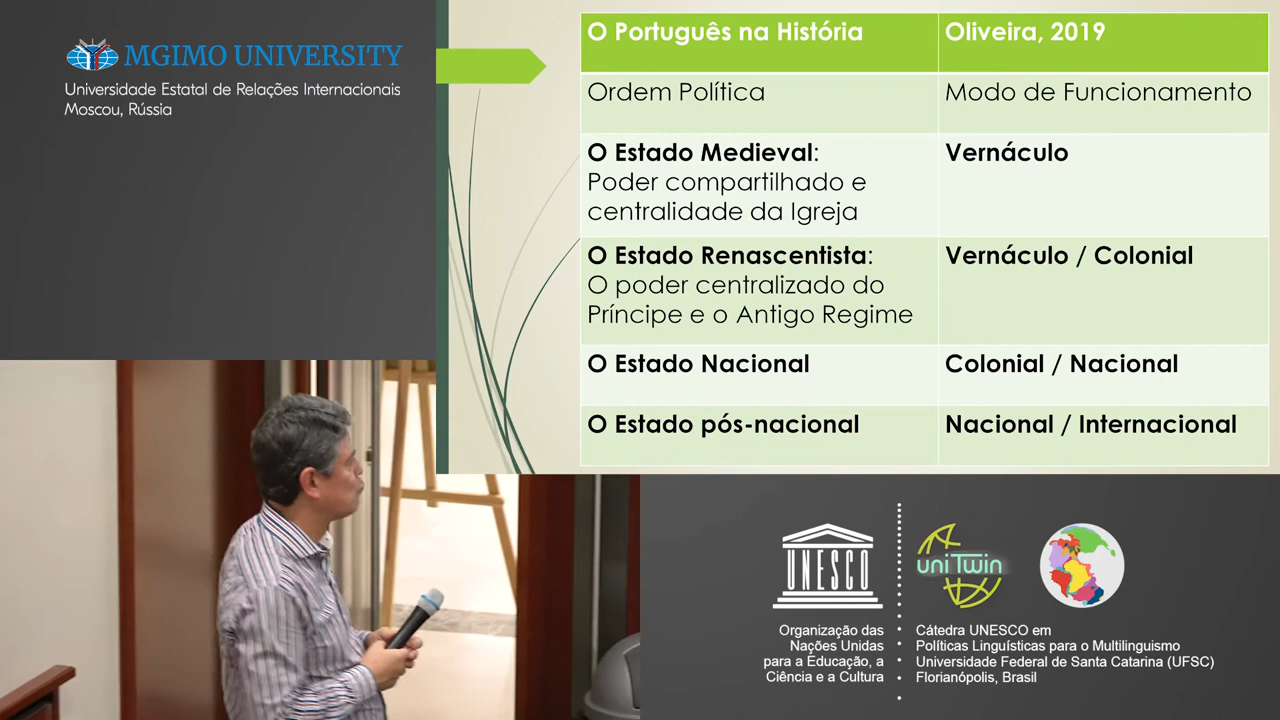 MGIMO UNIVERSITY
Universidade Estatal de Relações Internacionais
Moscou, Rússia
O Português na História
Oliveira, 2019
Ordem Política
Modo de Funcionamento
O Estado Medieval:
Poder compartilhado e
centralidade da Igreja
Vernáculo
O Estado Renascentista:
O poder centralizado do
Príncipe e o Antigo Regime
Vernáculo / Colonial
O Estado Nacional
Colonial / Nacional
O Estado pós-nacional
Nacional / Internacional
UNESCO
Organização das
Nações Unidas
para a Educação, a
Ciência e a Cultura
uniTwin
Cátedra UNESCO em
Políticas Linguísticas para o Multilinguismo
Universidade Federal de Santa Catarina (UFSC)
Florianópolis, Brasil